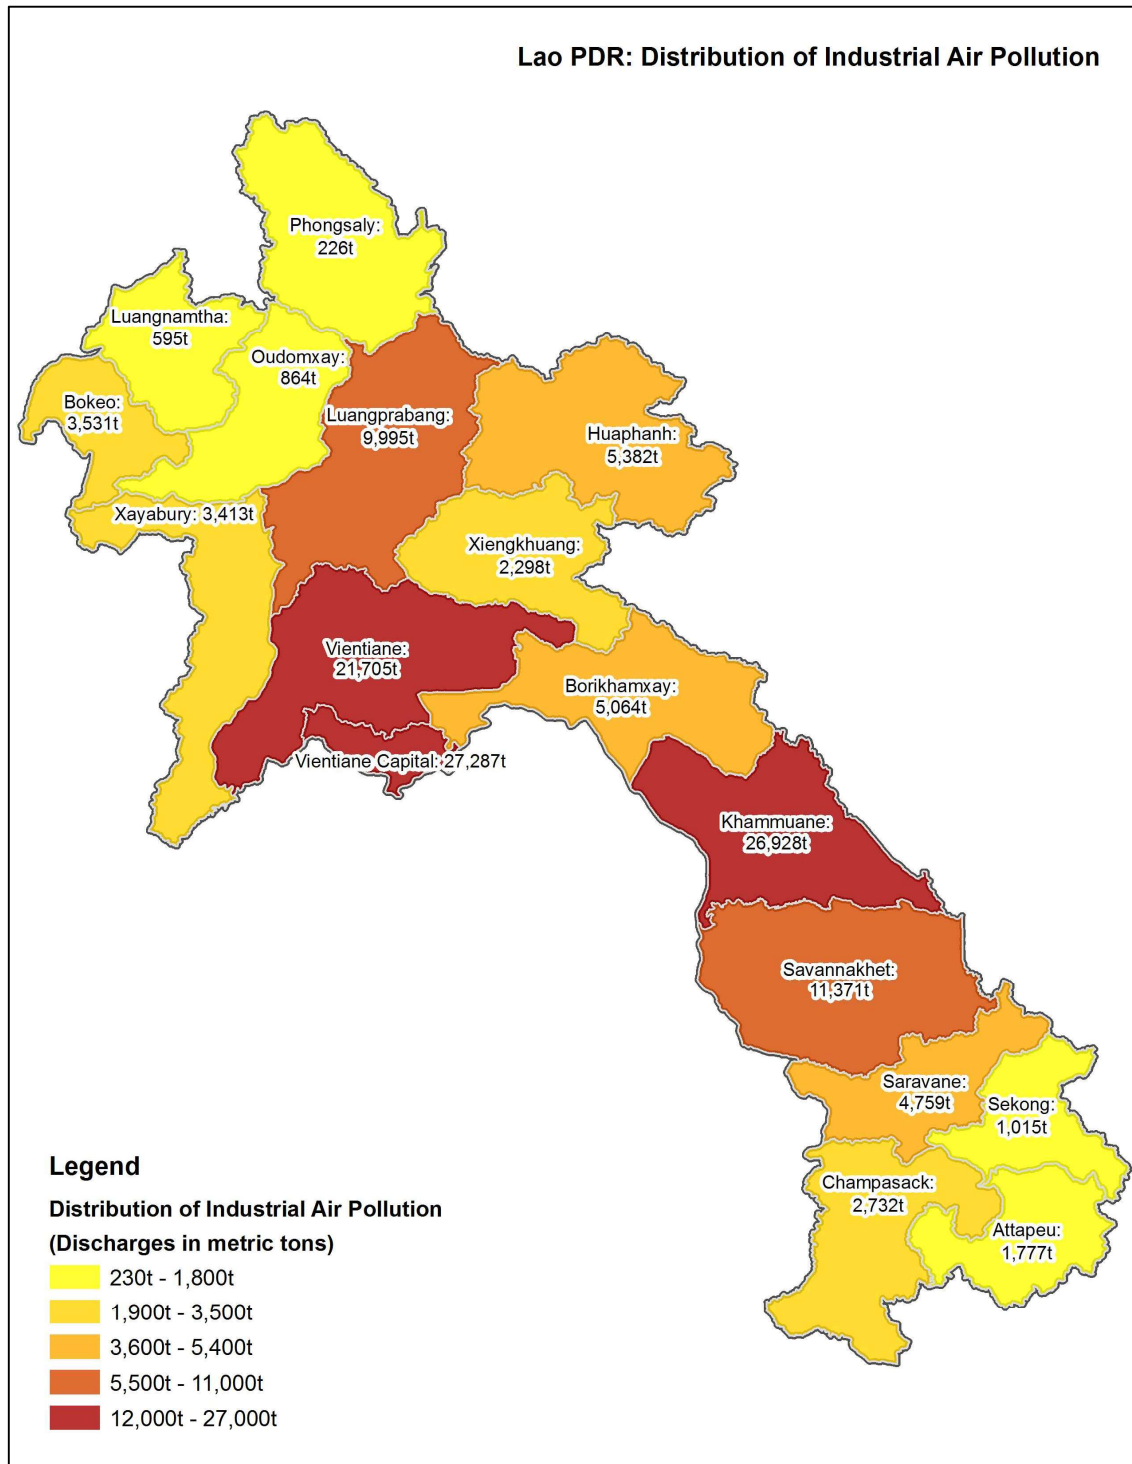 Lao PDR: Distribution of Industrial Air Pollution
Phongsaly:
226t
Luangnamtha:
595t
Oudomxay:
864t
Bokeo:
3,531t
Luangprabang:
9,995t
Huaphanh:
5,382t
Xayabury: 3,413t
Xiengkhuang:
2,298t
Vientiane:
21,705t
Borikhamxay:
5,064t
Vientiane Capital: 27,287t
Khammuane:
26,928t
Savannakhet:
11,371t
Saravane:
4,759t
Sekong:
1,015t
Champasack:
2,732t
Attapeu:
1,777t
Legend
Distribution of Industrial Air Pollution
(Discharges in metric tons)
230t - 1,800t
1,900t - 3,500t
3,600t - 5,400t
5,500t - 11,000t
12,000t - 27,000t